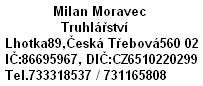 Milan Moravec
Truhlářství
Lhotka89,Česká Třebová560 02
IČ:86695967, DIČ:CZ6510220299
Tel.733318537 / 731165808